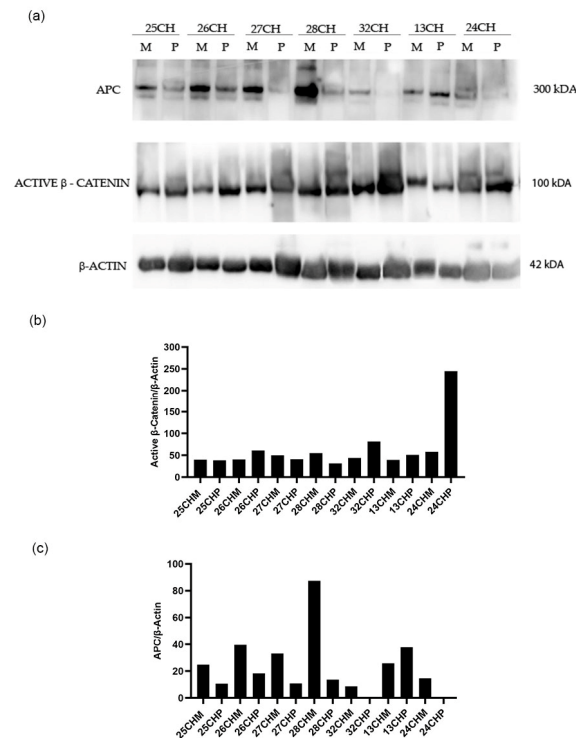 (a)
25CH 26CH 27CH 28CH 32CH 13CH 24CH
M P M P M P M P M P M P M P
APC 300 kDA
ACTIVE β - CATENIN 100 kDA
β-ACTIN 42 kDA
(b)
Active β-Catenin/β-Actin
300
250
200
150
100
50
0
25CHM 25CHP 26CHM 26CHP 27CHM 27CHP 28CHM 28CHP 32CHM 32CHP 13CHM 13CHP 24CHM 24CHP
(c)
APC/β-Actin
100
80
60
40
20
0
25CHM 25CHP 26CHM 26CHP 27CHM 27CHP 28CHM 28CHP 32CHM 32CHP 13CHM 13CHP 24CHM 24CHP